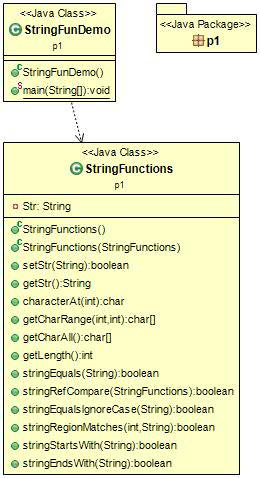 <<Java Class>>
StringFunDemo
p1
StringFunDemo()
main(String[]):void
<<Java Package>>
p1
<<Java Class>>
StringFunctions
p1
Str: String
StringFunctions()
StringFunctions(StringFunctions)
setStr(String):boolean
getStr():String
characterAt(int):char
getCharRange(int,int):char[]
getCharAll():char[]
getLength():int
stringEquals(String):boolean
stringRefCompare(StringFunctions):boolean
stringEqualsIgnoreCase(String):boolean
stringRegionMatches(int,String):boolean
stringStartsWith(String):boolean
stringEndsWith(String):boolean